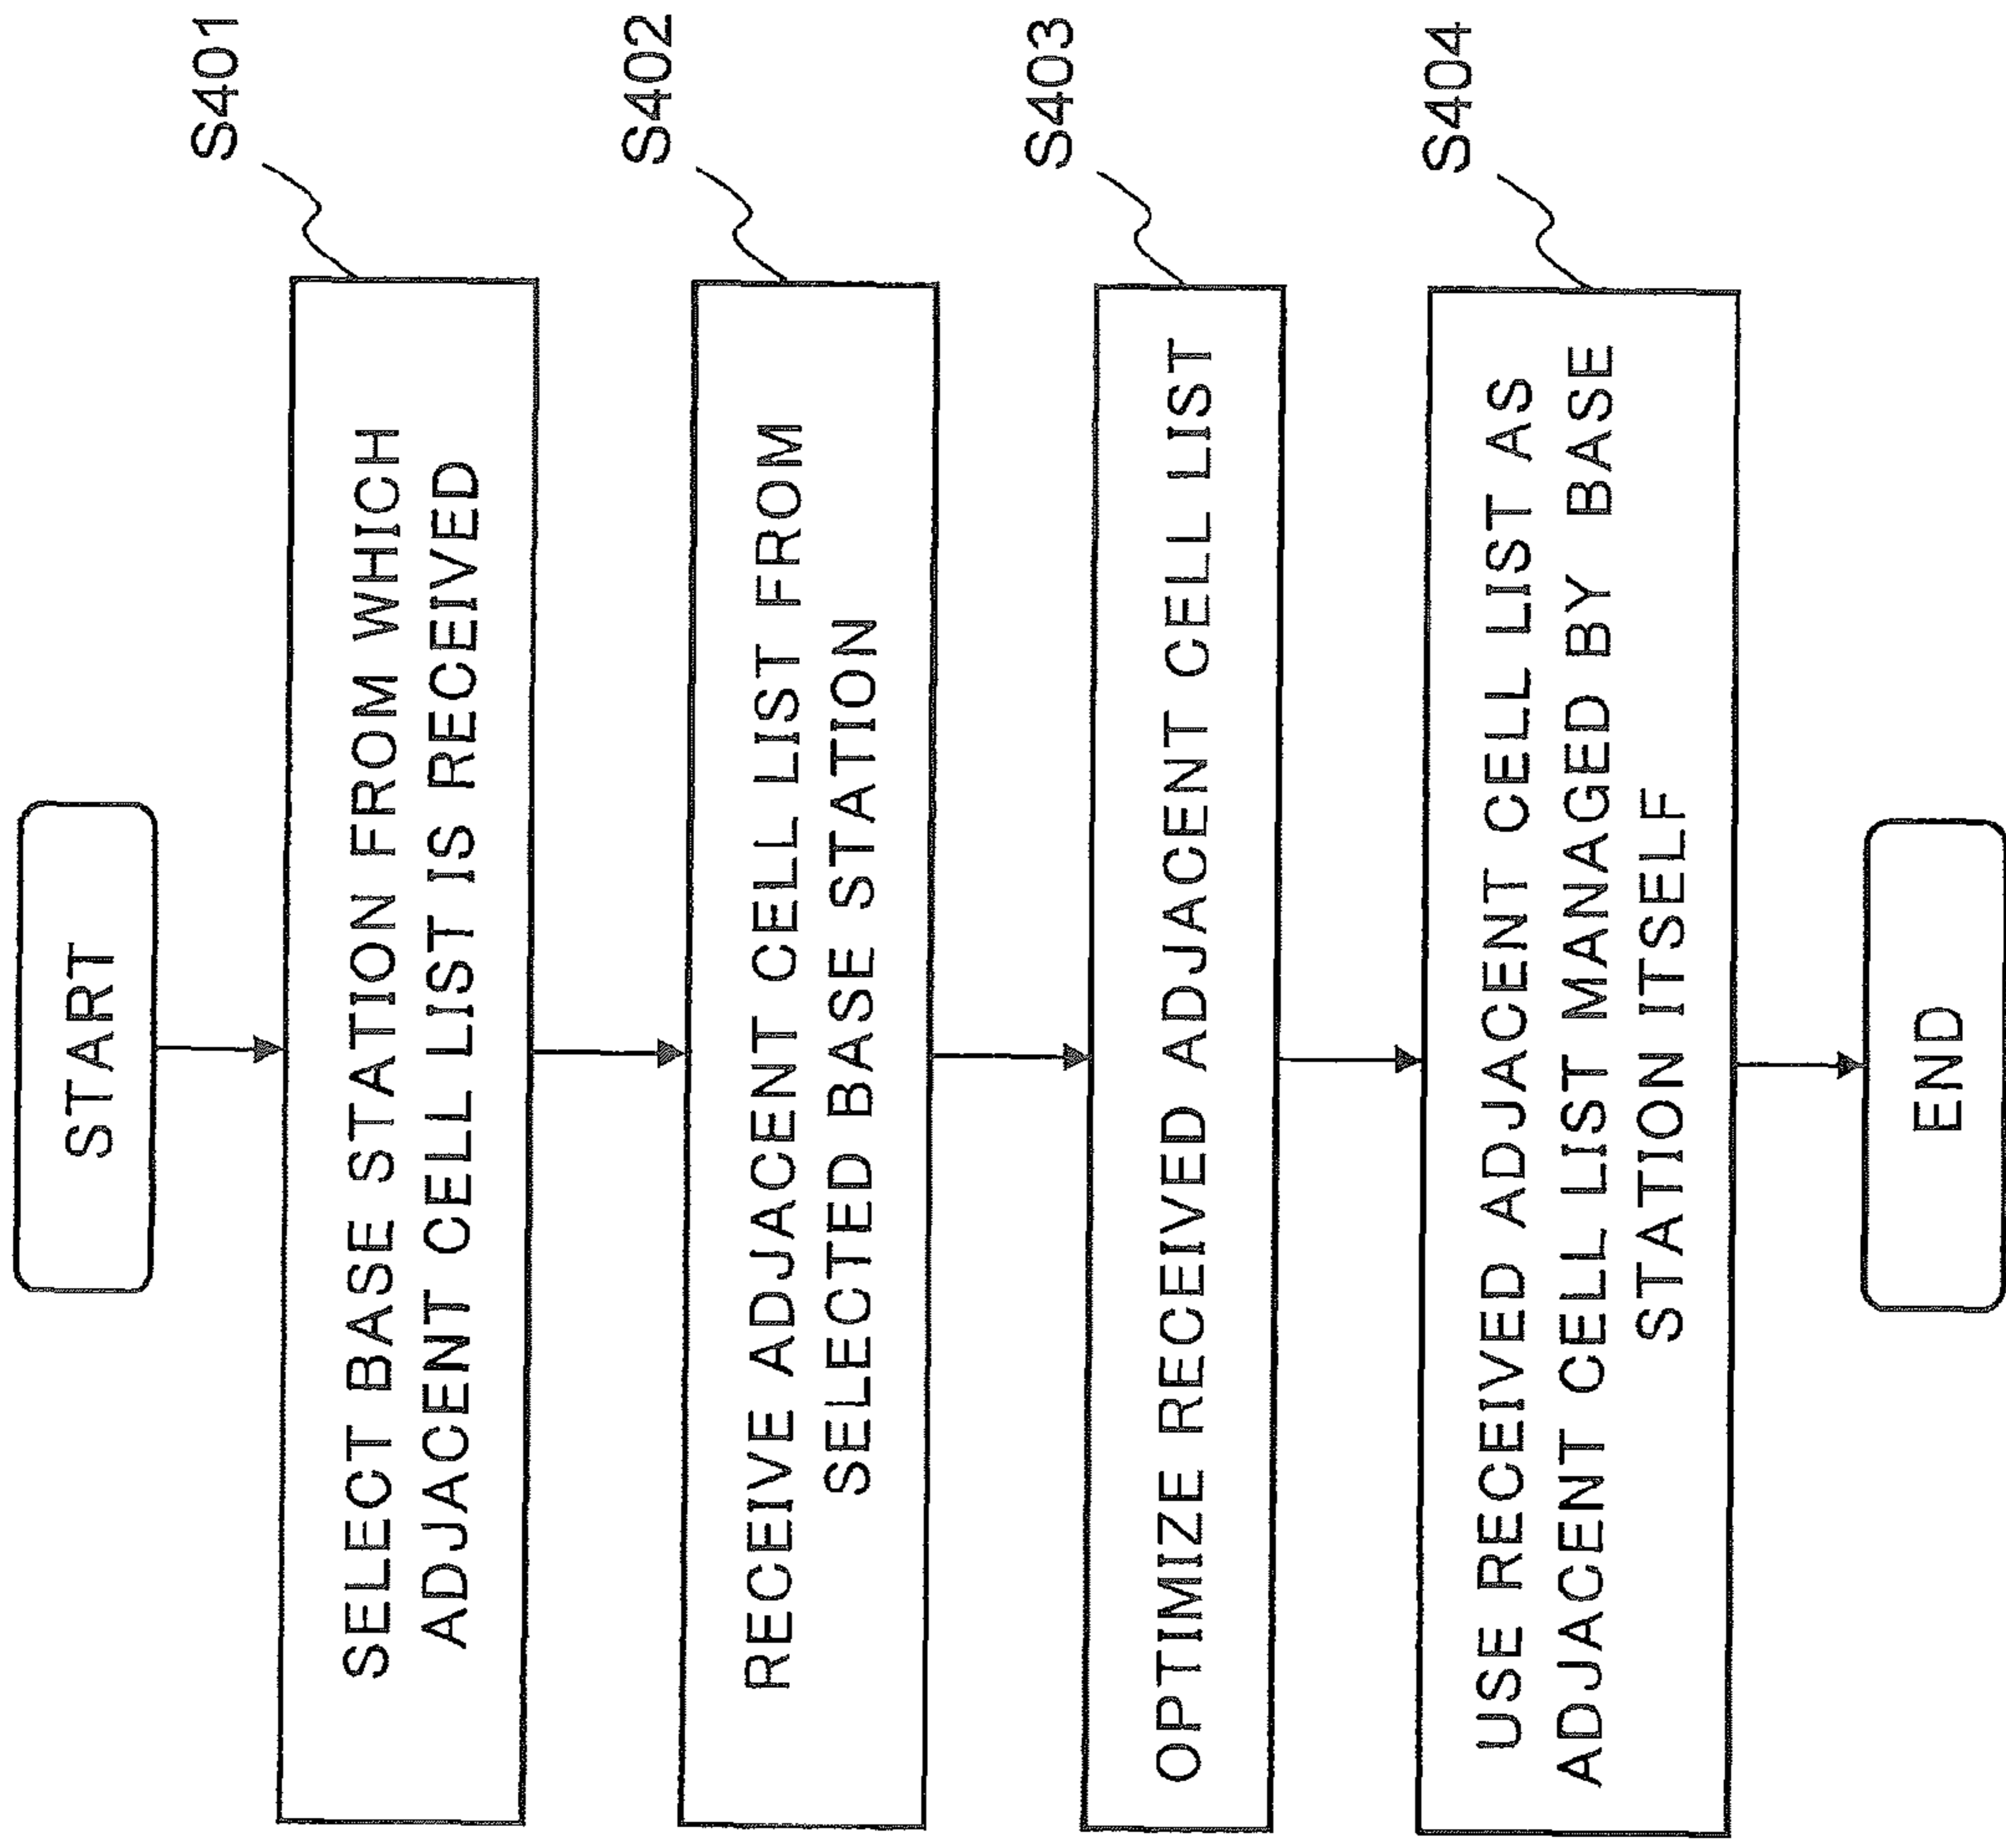 START
S401
SELECT BASE STATION FROM WHICH
ADJACENT CELL LIST IS RECEIVED
S402
RECEIVE ADJACENT CELL LIST FROM
SELECTED BASE STATION
S403
OPTIMIZE RECEIVED ADJACENT CELL LIST
S404
USE RECEIVED ADJACENT CELL LIST AS
ADJACENT CELL LIST MANAGED BY BASE
STATION ITSELF
END